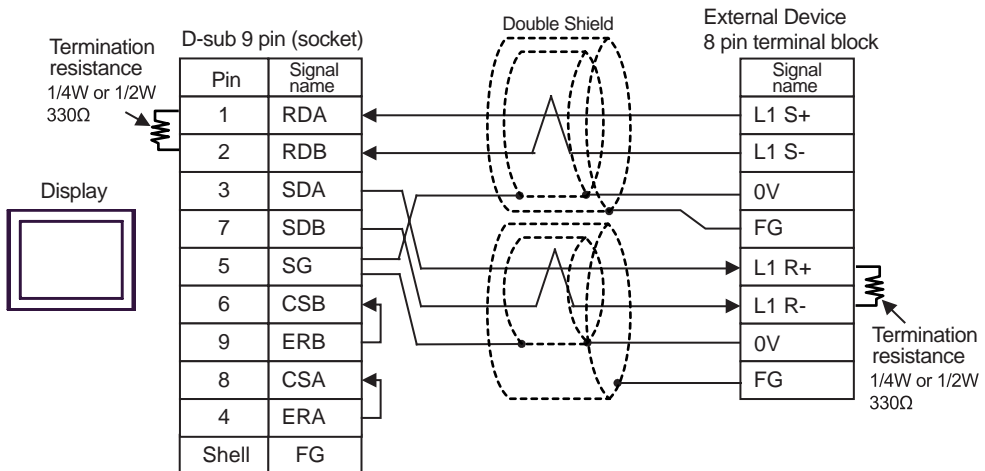 Double Shield
External Device
8 pin terminal block
Termination
resistance
1/4W or 1/2W
330Ω
D-sub 9 pin (socket)
Pin Signal name
1 RDA
2 RDB
3 SDA
7 SDB
5 SG
6 CSB
9 ERB
8 CSA
4 ERA
Shell FG
Display
Signal name
L1 S+
L1 S-
0V
FG
L1 R+
L1 R-
0V
FG
Termination
resistance
1/4W or 1/2W
330Ω